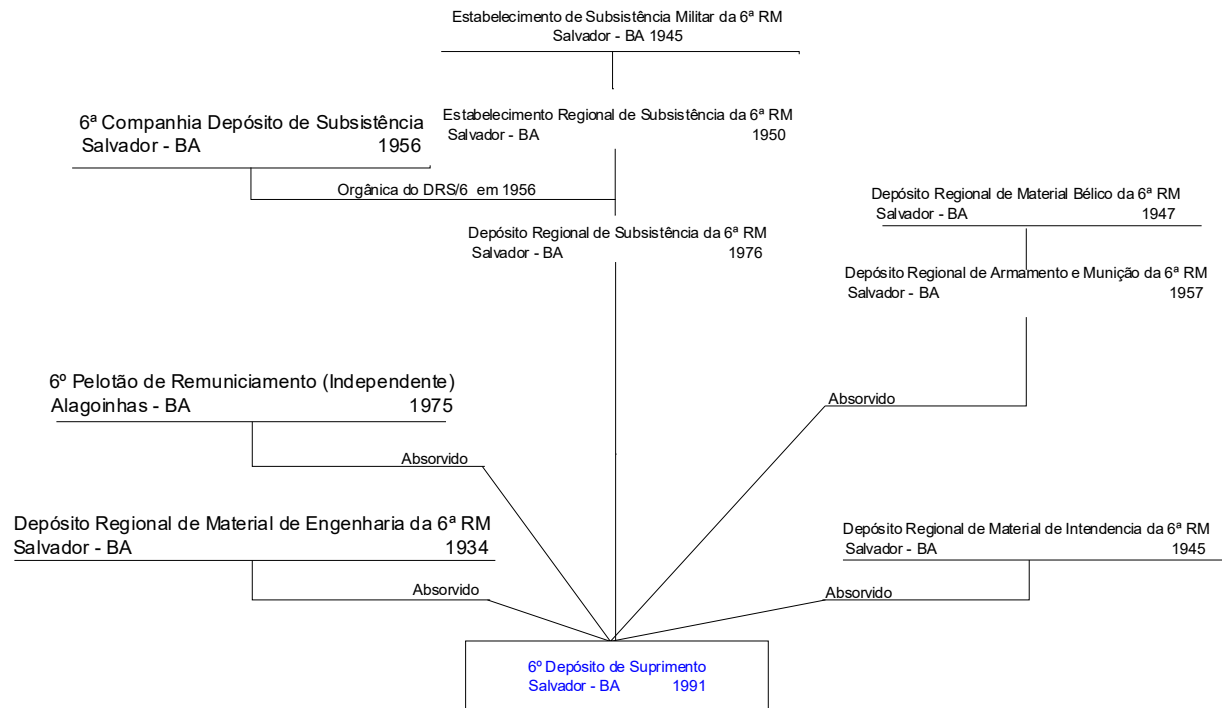 Estabelecimento de Subsistência Militar da 6ª RM
Salvador - BA 1945
Estabelecimento Regional de Subsistência da 6ª RM
Salvador - BA 1950
6ª Companhia Depósito de Subsistência
Salvador - BA 1956
Orgânica do DRS/6 em 1956
Depósito Regional de Subsistência da 6ª RM
Salvador - BA 1976
Depósito Regional de Material Bélico da 6ª RM
Salvador - BA 1947
Depósito Regional de Armamento e Munição da 6ª RM
Salvador - BA 1957
6º Pelotão de Remuniciamento (Independente)
Alagoinhas - BA 1975
Absorvido
Absorvido
Depósito Regional de Material de Engenharia da 6ª RM
Salvador - BA 1934
Absorvido
Depósito Regional de Material de Intendencia da 6ª RM
Salvador - BA 1945
Absorvido
6º Depósito de Suprimento
Salvador - BA 1991